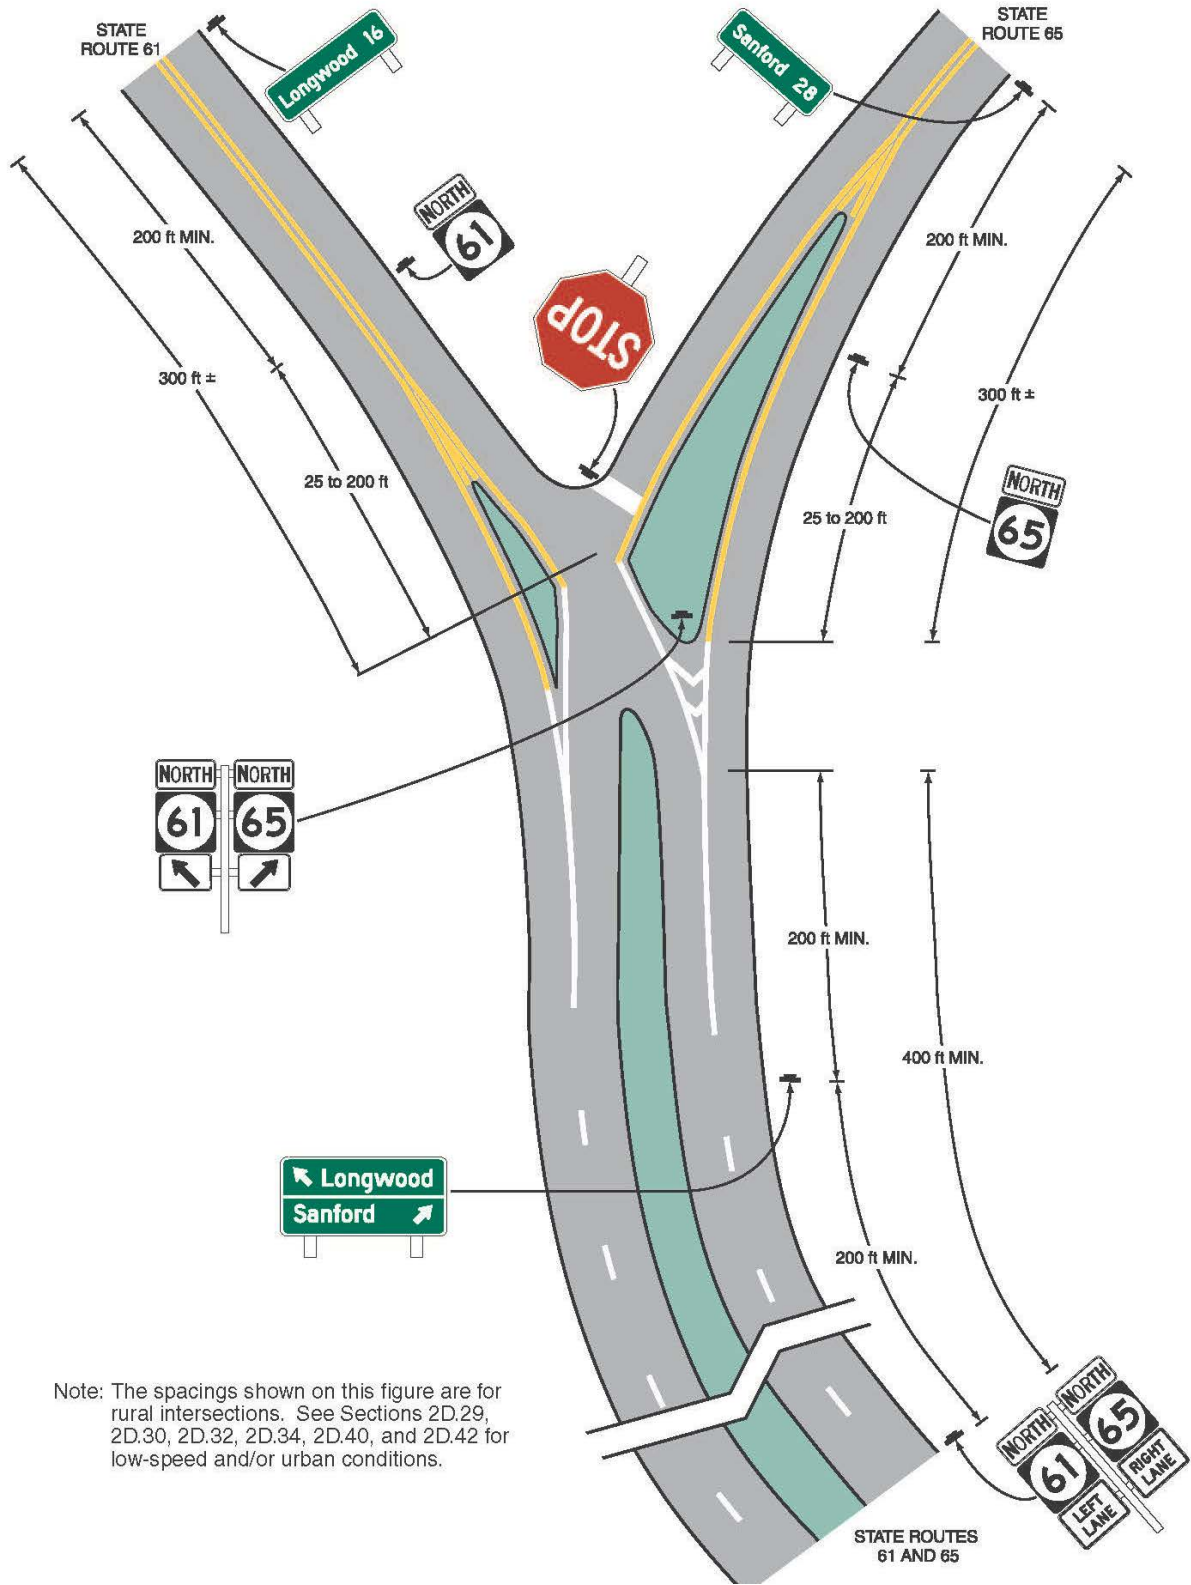 STATE
ROUTE 61
Longwood 16
Sanford 28
STATE
ROUTE 65
NORTH
61
200 ft MIN.
200 ft MIN.
STOP
300 ft ±
300 ft ±
25 to 200 ft
25 to 200 ft
NORTH
65
NORTH NORTH
61 65
200 ft MIN.
400 ft MIN.
Longwood
Sanford
200 ft MIN.
NORTH
61
LEFT
LANE
NORTH
65
RIGHT
LANE
Note: The spacings shown on this figure are for
rural intersections. See Sections 2D.29,
2D.30, 2D.32, 2D.34, 2D.40, and 2D.42 for
low-speed and/or urban conditions.
STATE ROUTES
61 AND 65